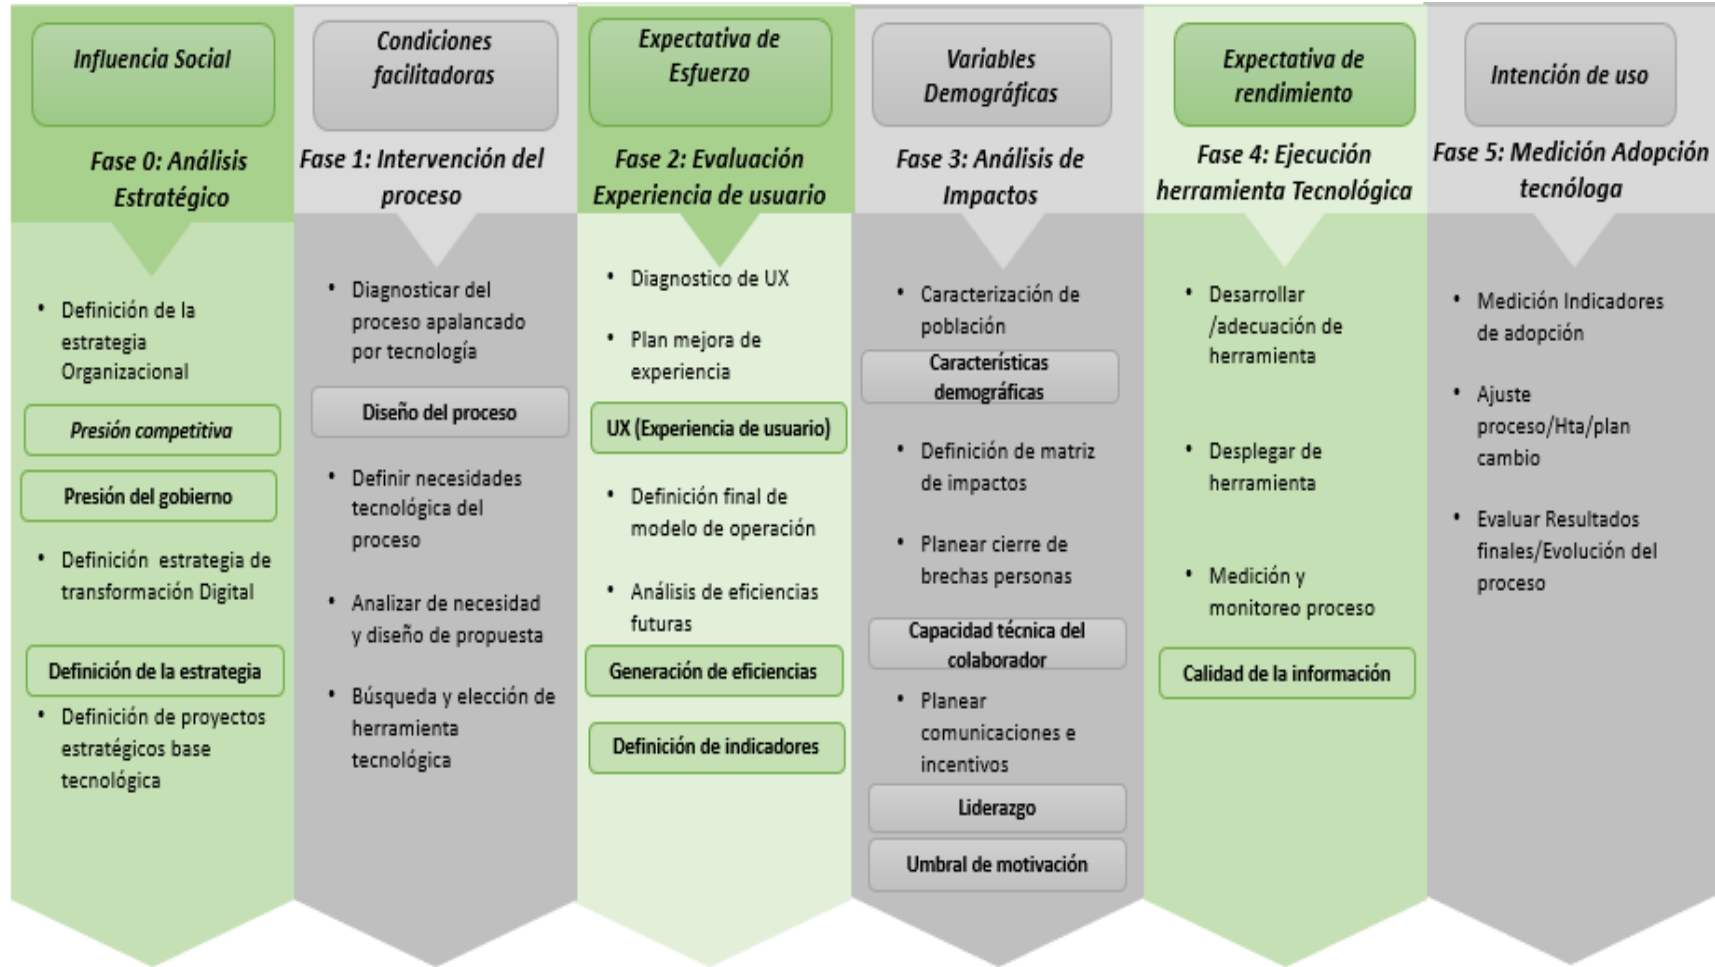 Influencia Social
Fase 0: Análisis
Estratégico
• Definición de la
estrategia
Organizacional
Presión competitiva
Presión del gobierno
• Definición estrategia de
transformación Digital
Definición de la estrategia
• Definición de proyectos
estratégicos base
tecnológica
Condiciones
facilitadoras
Fase 1: Intervención del
proceso
• Diagnosticar del
proceso apalancado
por tecnología
Diseño del proceso
• Definir necesidades
tecnológica del
proceso
• Analizar de necesidad
y diseño de propuesta
• Búsqueda y elección de
herramienta
tecnológica
Expectativa de
Esfuerzo
Fase 2: Evaluación
Experiencia de usuario
• Diagnostico de UX
• Plan mejora de
experiencia
UX (Experiencia de usuario)
• Definición final de
modelo de operación
• Análisis de eficiencias
futuras
Generación de eficiencias
Definición de indicadores
Variables
Demográficas
Fase 3: Análisis de
Impactos
• Caracterización de
población
Características
demográficas
• Definición de matriz
de impactos
• Planear cierre de
brechas personas
Capacidad técnica del
colaborador
• Planear
comunicaciones e
incentivos
Liderazgo
Umbral de motivación
Expectativa de
rendimiento
Fase 4: Ejecución
herramienta Tecnológica
• Desarrollar
/adecuación de
herramienta
• Desplegar de
herramienta
• Medición y
monitoreo proceso
Calidad de la información
Intención de uso
Fase 5: Medición Adopción
tecnóloga
• Medición Indicadores
de adopción
• Ajuste
proceso/Hta/plan
cambio
• Evaluar Resultados
finales/Evolución del
proceso